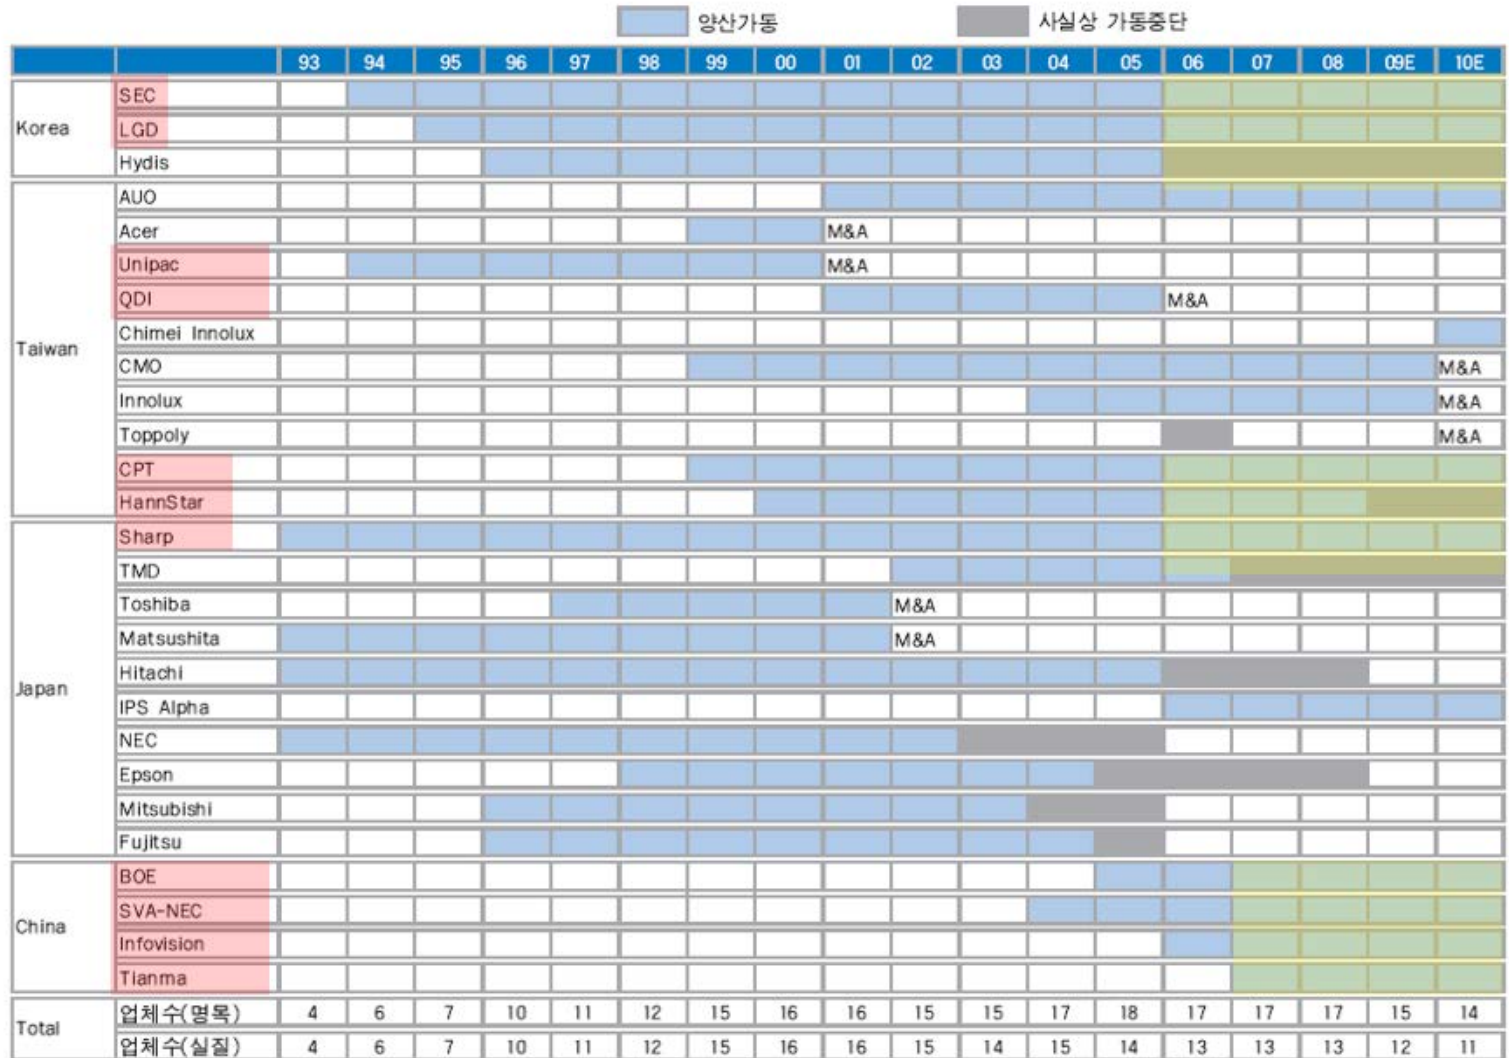 양산가동 사실상 가동중단
93 94 95 96 97 98 99 00 01 02 03 04 05 06 07 08 09E 10E
Korea
SEC
LGD
Hydis
Taiwan
AUO
Acer M&A
Unipac M&A
QDI M&A
Chimei Innolux
CMO M&A
Innolux M&A
Toppoly M&A
CPT
HannStar
Japan
Sharp
TMD
Toshiba M&A
Matsushita M&A
Hitachi
IPS Alpha
NEC
Epson
Mitsubishi
Fujitsu
China
BOE
SVA-NEC
Infovision
Tianma
Total
업체수(명목) 4 6 7 10 11 12 15 16 16 15 15 17 18 17 17 17 15 14
업체수(실질) 4 6 7 10 11 12 15 16 16 15 14 15 14 13 13 13 12 11